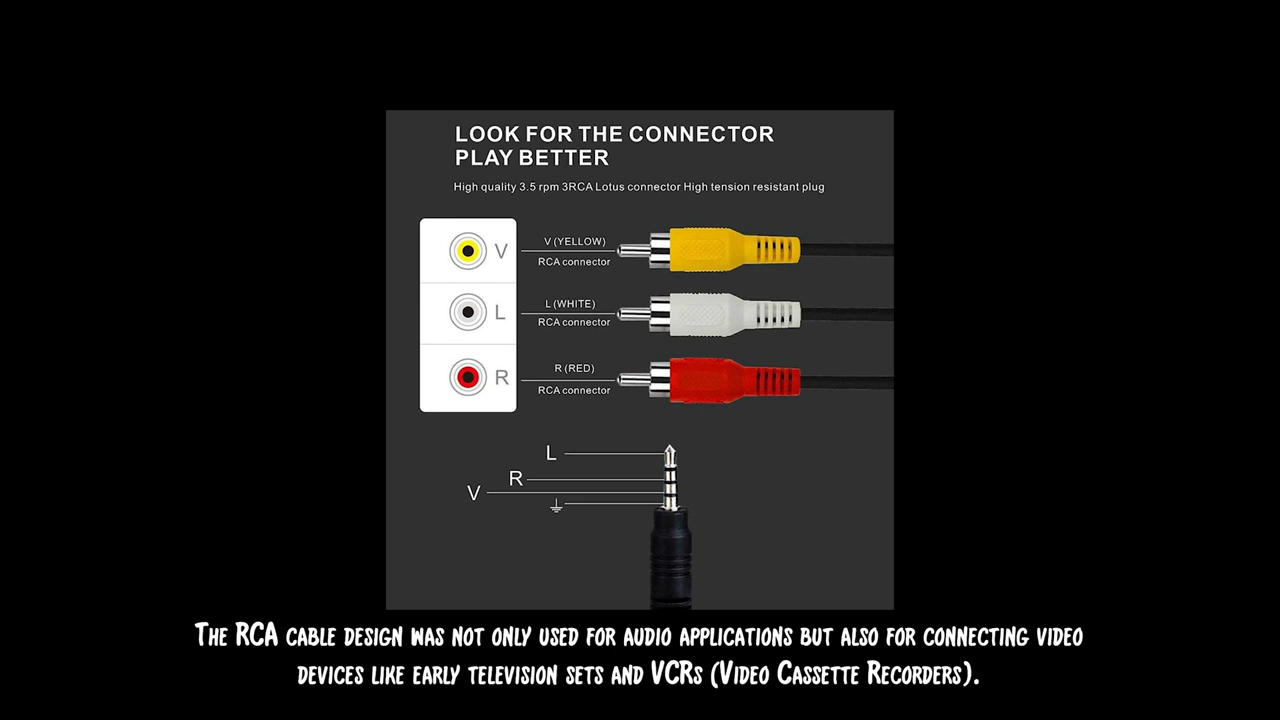 LOOK FOR THE CONNECTOR
PLAY BETTER
High quality 3.5 rpm 3RCA Lotus connector High tension resistant plug
V
V (YELLOW)
RCA connector
L
L (WHITE)
RCA connector
R
R (RED)
RCA connector
L
R
V
The RCA cable design was not only used for audio applications but also for connecting video
devices like early television sets and VCRs (Video Cassette Recorders).